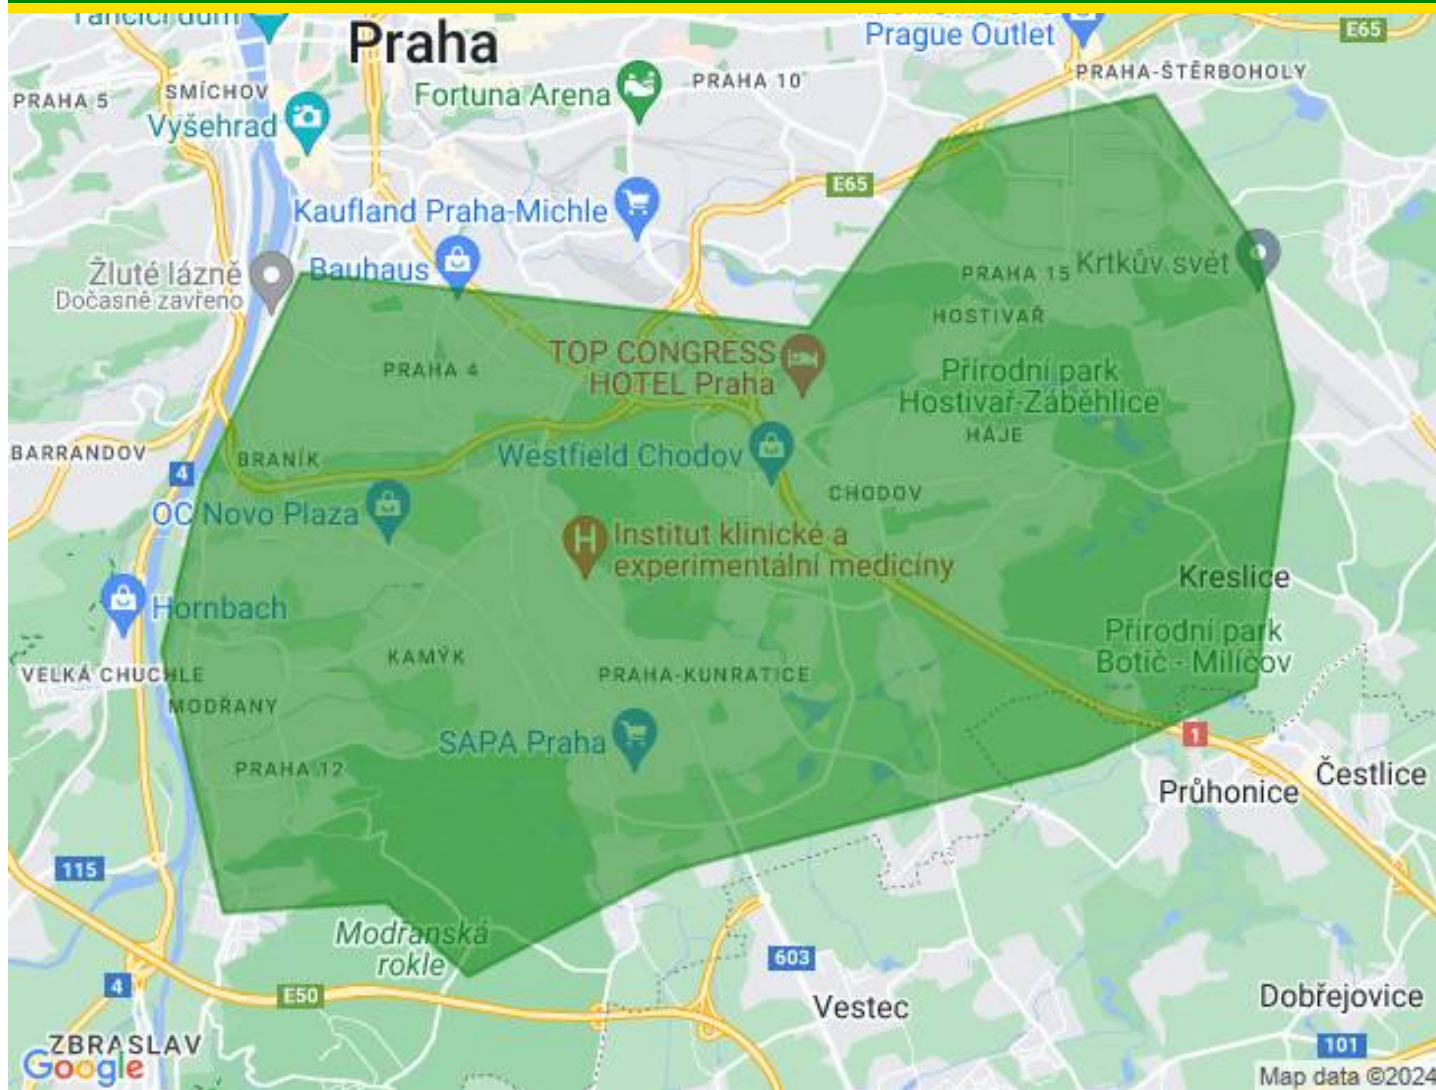 Tančící dům
Praha
Prague Outlet
E65
PRAHA-ŠTĚRBOHOLY
PRAHA 5
SMÍCHOV
Fortuna Arena
PRAHA 10
Vyšehrad
E65
Kaufland Praha-Michle
Žluté lázně
Dočasně zavřeno
Bauhaus
PRAHA 15
Krtkův svět
HOSTIVAŘ
PRAHA 4
TOP CONGRESS
HOTEL Praha
Přírodní park
Hostivař-Záběhlice
HÁJE
BARRANDOV
4
BRANÍK
Westfield Chodov
CHODOV
OC Novo Plaza
Institut klinické a
experimentální medicíny
Kreslice
Hornbach
Přírodní park
Botič - Milíčov
KAMÝK
VELKÁ CHUCHLE
PRAHA-KUNRATICE
MODŘANY
SAPA Praha
1
PRAHA 12
Průhonice
Čestlice
115
Modřanská
rokle
603
4
E50
Vestec
Dobřejovice
ZBRASLAV
101
Google
Map data ©2024